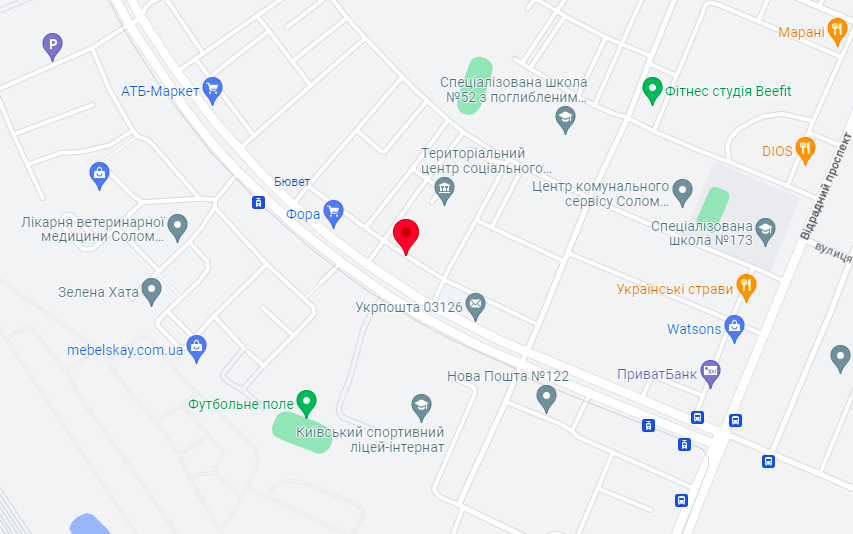 Марані
P
АТБ-Маркет
Спеціалізована школа
№52 з поглибленим...
Фітнес студія Beefit
Відрадний проспект
DIOS
Територіальний
центр соціального...
Бювет
Центр комунального
сервісу Солом...
Фора
Лікарня ветеринарної
медицини Солом...
Спеціалізована
школа №173
вулиця
Зелена Хата
Українські страви
Укрпошта 03126
Watsons
mebelskay.com.ua
Нова Пошта №122
ПриватБанк
Футбольне поле
Київський спортивний
ліцей-інтернат